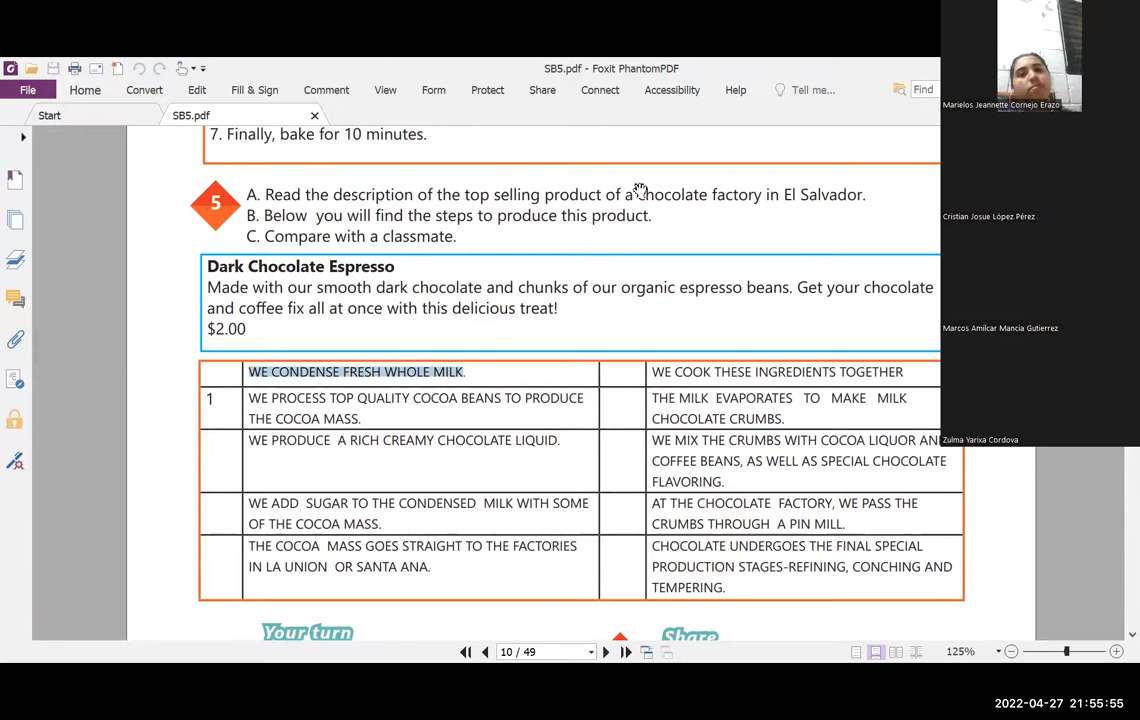 SB5.pdf - Foxit PhantomPDF
File Home Convert Edit Fill & Sign Comment View Form Protect Share Connect Accessibility Help Tell me... Find
Start SB5.pdf
7. Finally, bake for 10 minutes.
5
A. Read the description of the top selling product of a chocolate factory in El Salvador.
B. Below you will find the steps to produce this product.
C. Compare with a classmate.
Dark Chocolate Espresso
Made with our smooth dark chocolate and chunks of our organic espresso beans. Get your chocolate
and coffee fix all at once with this delicious treat!
$2.00
WE CONDENSE FRESH WHOLE MILK.
1
WE PROCESS TOP QUALITY COCOA BEANS TO PRODUCE
THE COCOA MASS.
WE PRODUCE A RICH CREAMY CHOCOLATE LIQUID.
WE ADD SUGAR TO THE CONDENSED MILK WITH SOME
OF THE COCOA MASS.
THE COCOA MASS GOES STRAIGHT TO THE FACTORIES
IN LA UNION OR SANTA ANA.
WE COOK THESE INGREDIENTS TOGETHER
THE MILK EVAPORATES TO MAKE MILK
CHOCOLATE CRUMBS.
WE MIX THE CRUMBS WITH COCOA LIQUOR AND
COFFEE BEANS, AS WELL AS SPECIAL CHOCOLATE
FLAVORING.
AT THE CHOCOLATE FACTORY, WE PASS THE
CRUMBS THROUGH A PIN MILL.
CHOCOLATE UNDERGOES THE FINAL SPECIAL
PRODUCTION STAGES-REFINING, CONCHING AND
TEMPERING.
Your turn
Share
10 / 49
125%
Marielos Jeannette Cornejo Erazo
Cristian Josue López Pérez
Marcos Amilcar Mancia Gutierrez
Zulma Yarixa Cordova
2022-04-27 21:55:55